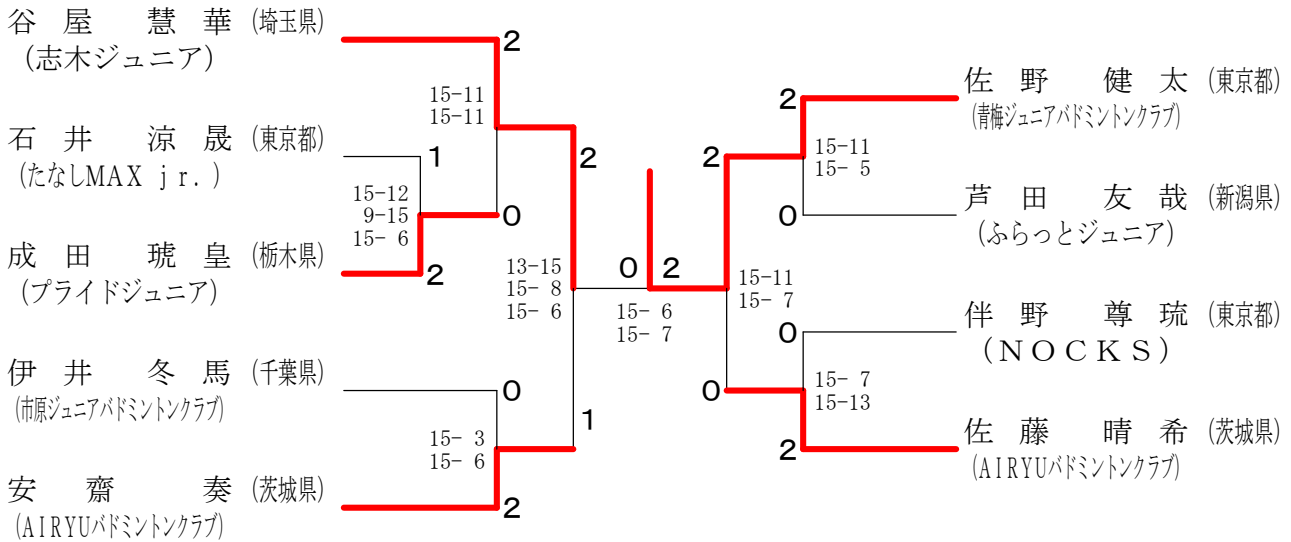 谷屋 慧華 (埼玉県)
(志木ジュニア)
石井 涼晟 (東京都)
(たなしMAX jr.)
成田 琥皇 (栃木県)
(プライドジュニア)
伊井 冬馬 (千葉県)
(市原ジュニアバドミントンクラブ)
安齋 奏 (茨城県)
(AIRYUバドミントンクラブ)
2
15-11
15-11
1
15-12
9-15
15- 6
0
2
2
13-15
15- 8
15- 6
0
15- 3
15- 6
1
2
0 2
15- 6
15- 7
2
2
15-11
15- 5
0
15-11
15- 7
0
0
15- 7
15-13
2
佐野 健太 (東京都)
(青梅ジュニアバドミントンクラブ)
芦田 友哉 (新潟県)
(ふらっとジュニア)
伴野 尊琉 (東京都)
(NOCKS)
佐藤 晴希 (茨城県)
(AIRYUバドミントンクラブ)